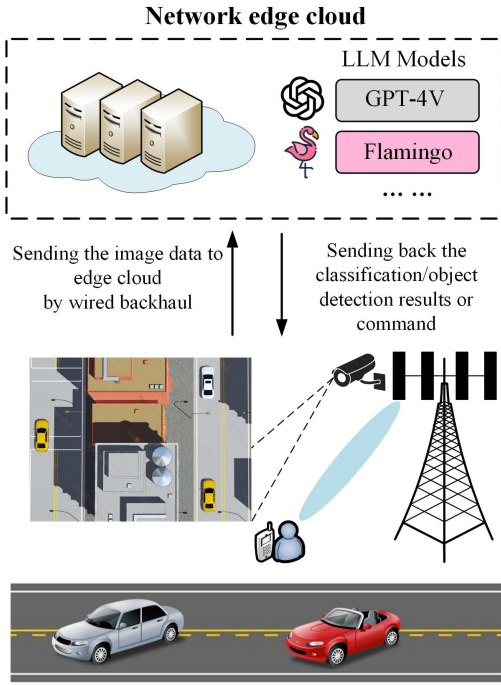 Network edge cloud
LLM Models
GPT-4V
Flamingo
... ...
Sending the image data to
edge cloud
by wired backhaul
Sending back the
classification/object
detection results or
command